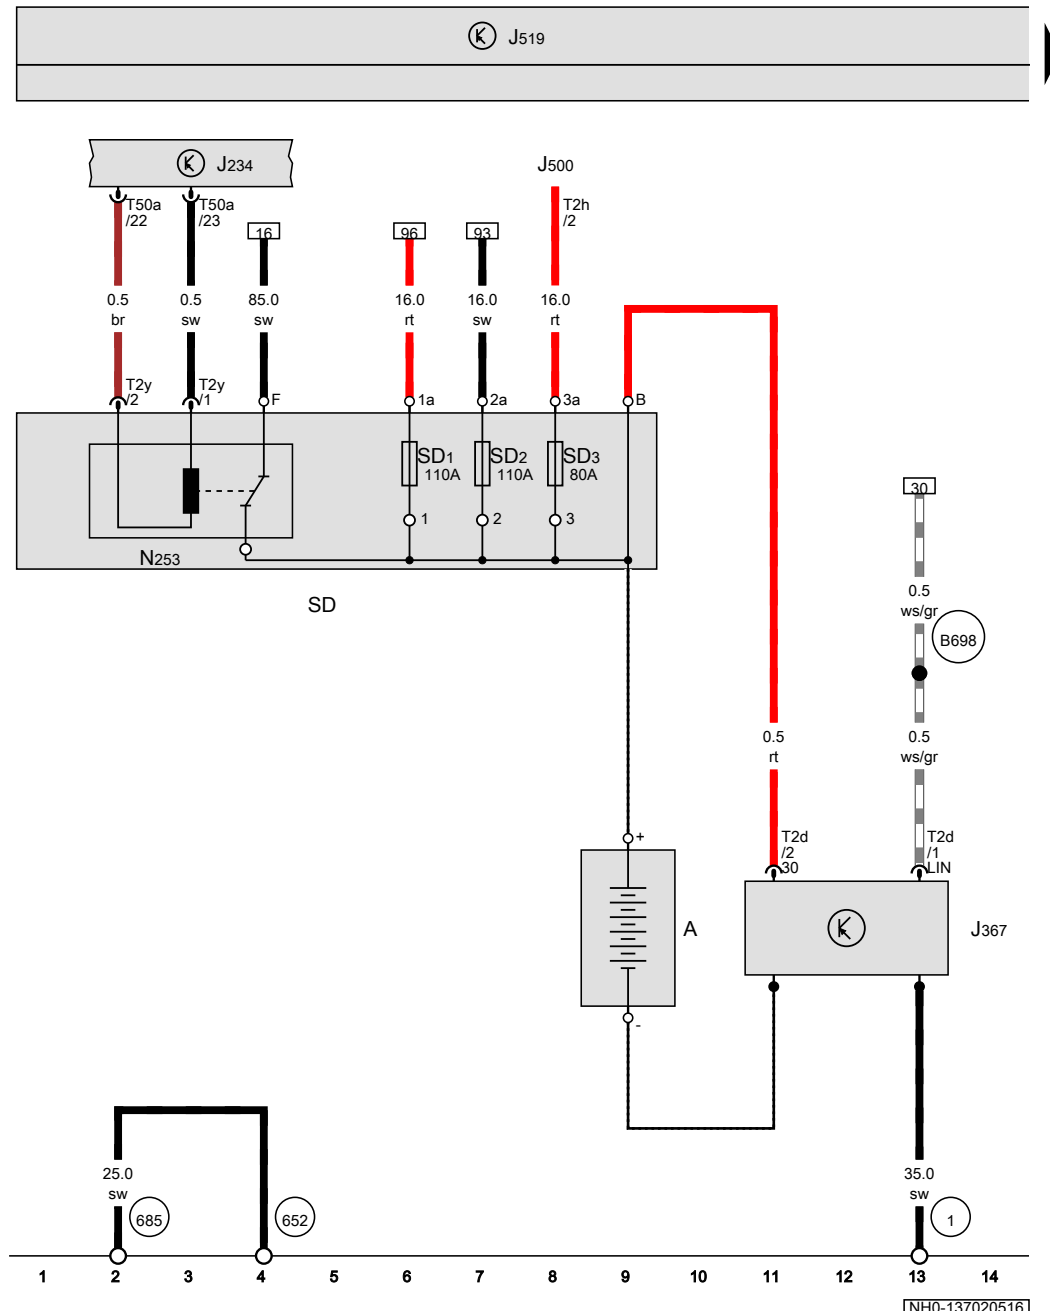 J519
J234
J500
T50a
/22
T50a
/23
T2h
/2
16
96
93
0.5
br
0.5
sw
85.0
sw
16.0
rt
16.0
sw
16.0
rt
T2y
/2
T2y
/1
F
1a
2a
3a
B
SD1
110A
SD2
110A
SD3
80A
30
1
2
3
N253
SD
0.5
ws/gr
B698
0.5
rt
0.5
ws/gr
+
T2d
/2
30
T2d
/1
LIN
A
J367
-
25.0
sw
35.0
sw
685
652
1
1 2 3 4 5 6 7 8 9 10 11 12 13 14
NH0-137020516